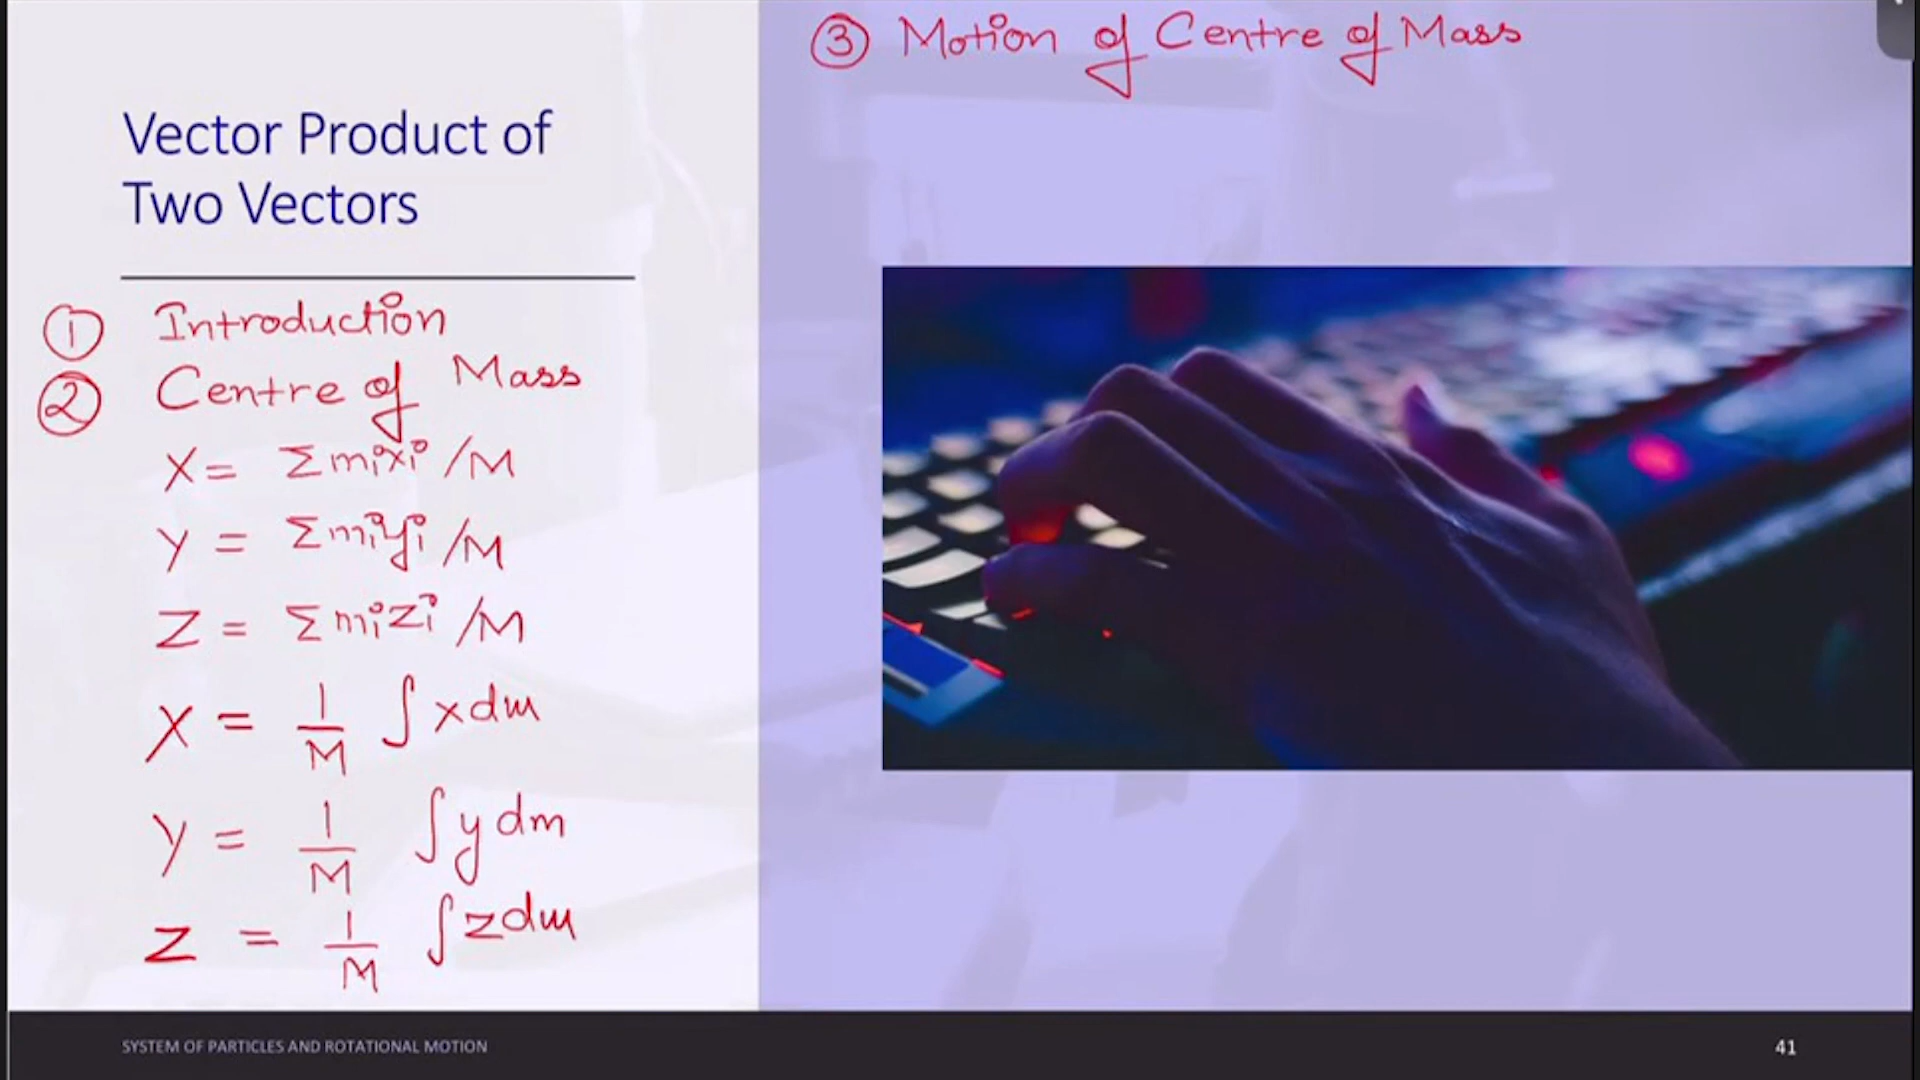 Vector Product of
Two Vectors
① Introduction
② Centre of Mass
X = Σmixi /M
Y = Σmiyi /M
Z = Σmizi /M
X = 1/M ∫xdm
Y = 1/M ∫ydm
Z = 1/M ∫zdm
③ Motion of Centre of Mass
SYSTEM OF PARTICLES AND ROTATIONAL MOTION
41